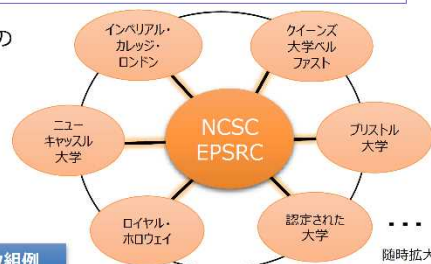 の
インペリアル・
カレッジ・
ロンドン
クイーンズ
大学ベル
ファスト
ニュー
キャッスル
大学
NCSC
EPSRC
ブリストル
大学
ロイヤル・
ホロウェイ
認定された
大学
・・・
随時拡大
組例